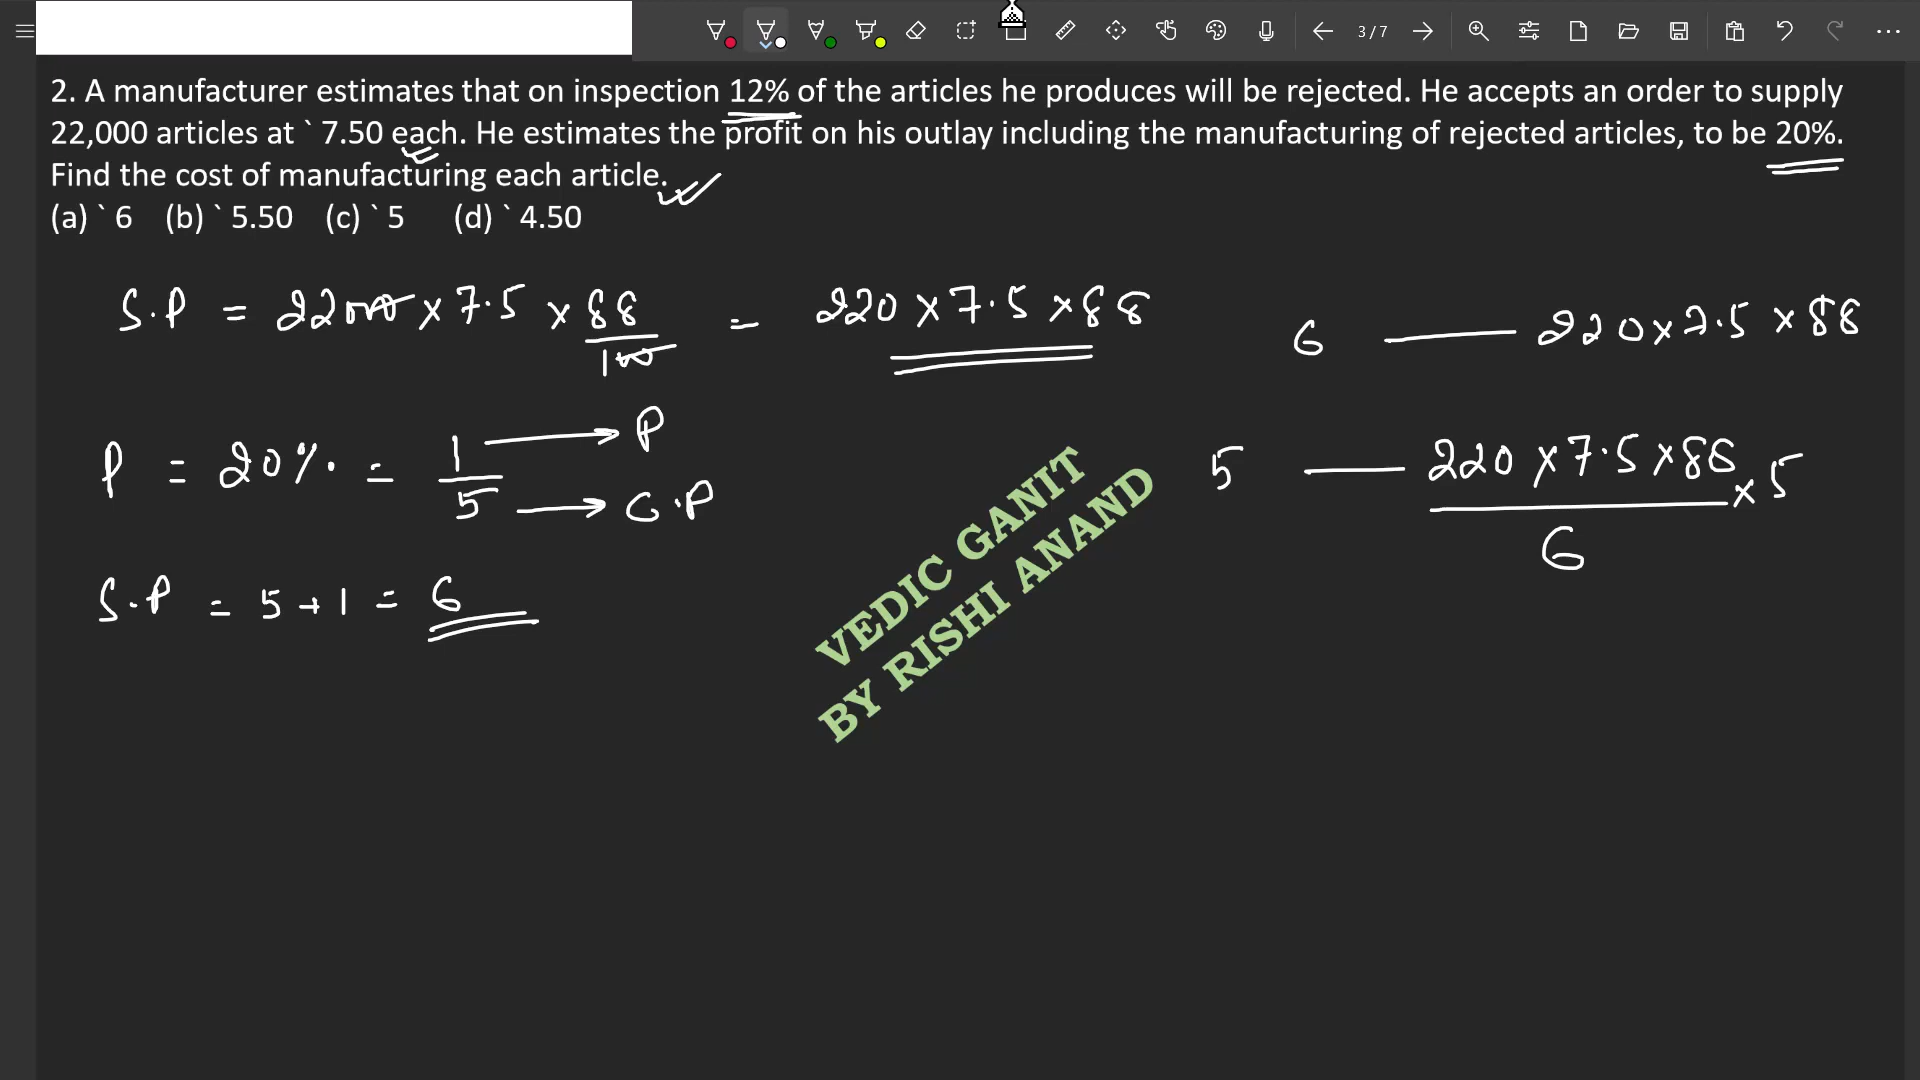 3 / 7
2. A manufacturer estimates that on inspection 12% of the articles he produces will be rejected. He accepts an order to supply
22,000 articles at ` 7.50 each. He estimates the profit on his outlay including the manufacturing of rejected articles, to be 20%.
Find the cost of manufacturing each article.
(a) ` 6 (b) ` 5.50 (c) ` 5 (d) ` 4.50
S.P = 22000 × 7.5 × 88/100 = 220 × 7.5 × 88
6 — 220 × 7.5 × 88
P = 20% = 1/5
1 → P
5 → C.P
5 — 220 × 7.5 × 88/6 × 5
S.P = 5 + 1 = 6
VEDIC GANIT
BY RISHI ANAND